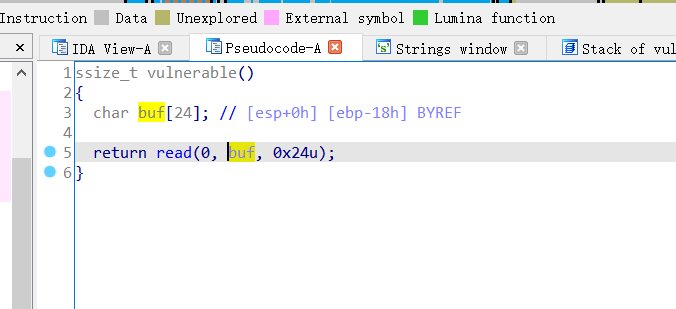 Instruction Data Unexplored External symbol Lumina function
IDA View-A Pseudocode-A Strings window Stack of vul
1 ssize_t vulnerable()
2 {
3 char buf[24]; // [esp+0h] [ebp-18h] BYREF
4
5 return read(0, buf, 0x24u);
6 }